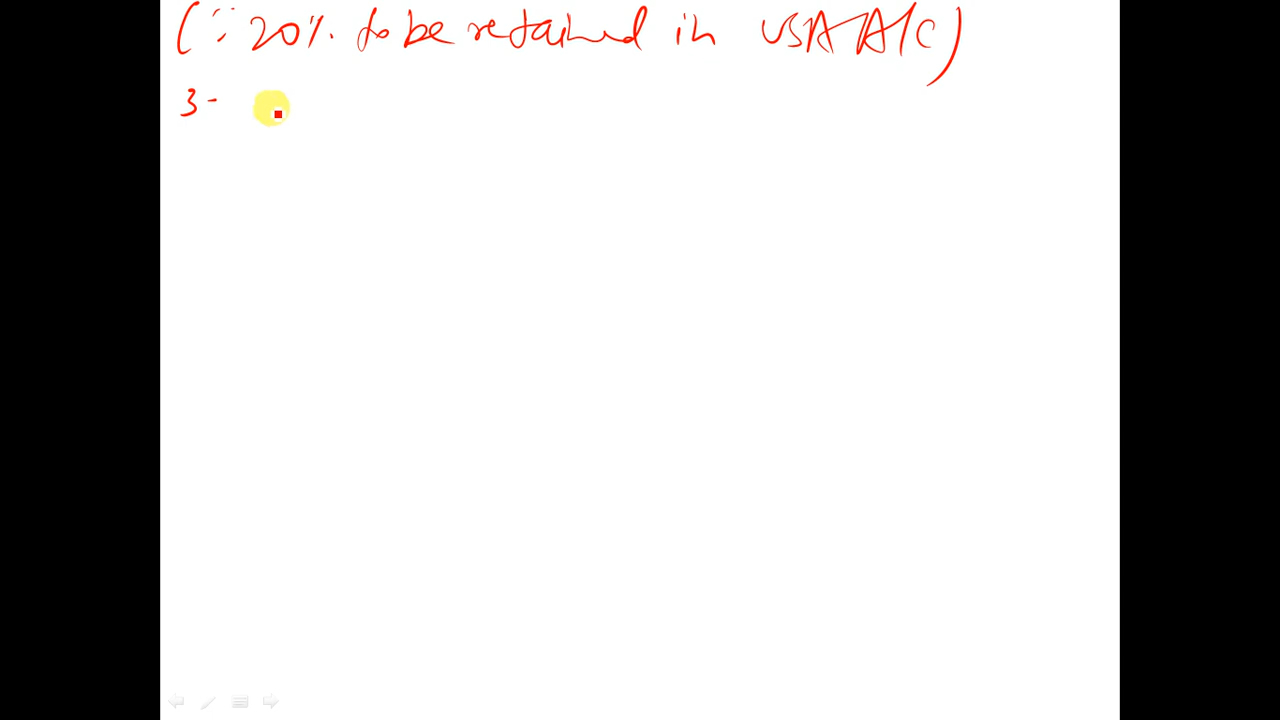 (∵ 20% to be retained in USA A/c)
3-